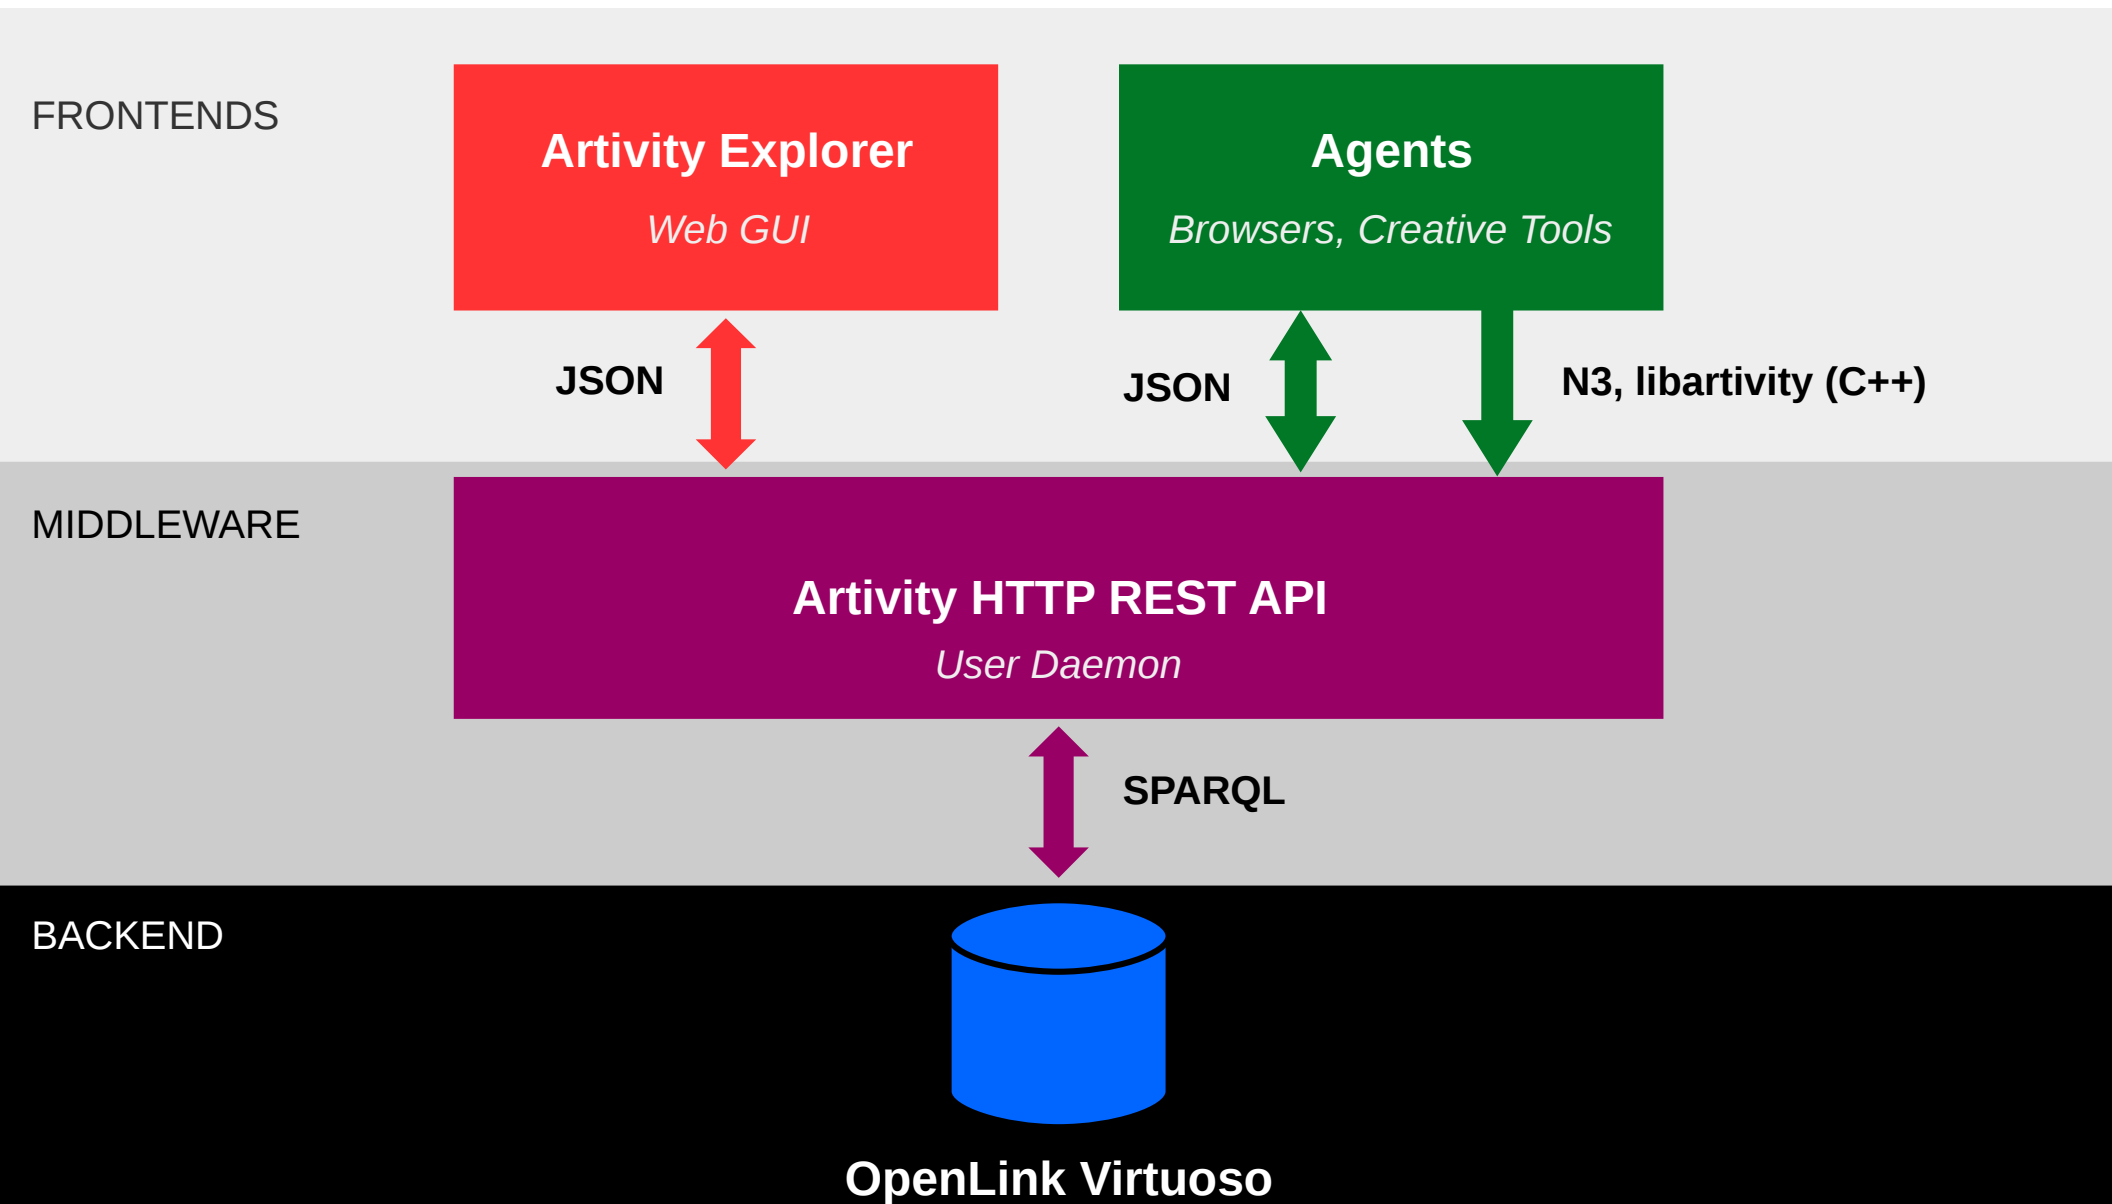 FRONTENDS
Artivity Explorer
Web GUI
Agents
Browsers, Creative Tools
JSON
JSON
N3, libartivity (C++)
MIDDLEWARE
Artivity HTTP REST API
User Daemon
SPARQL
BACKEND
OpenLink Virtuoso